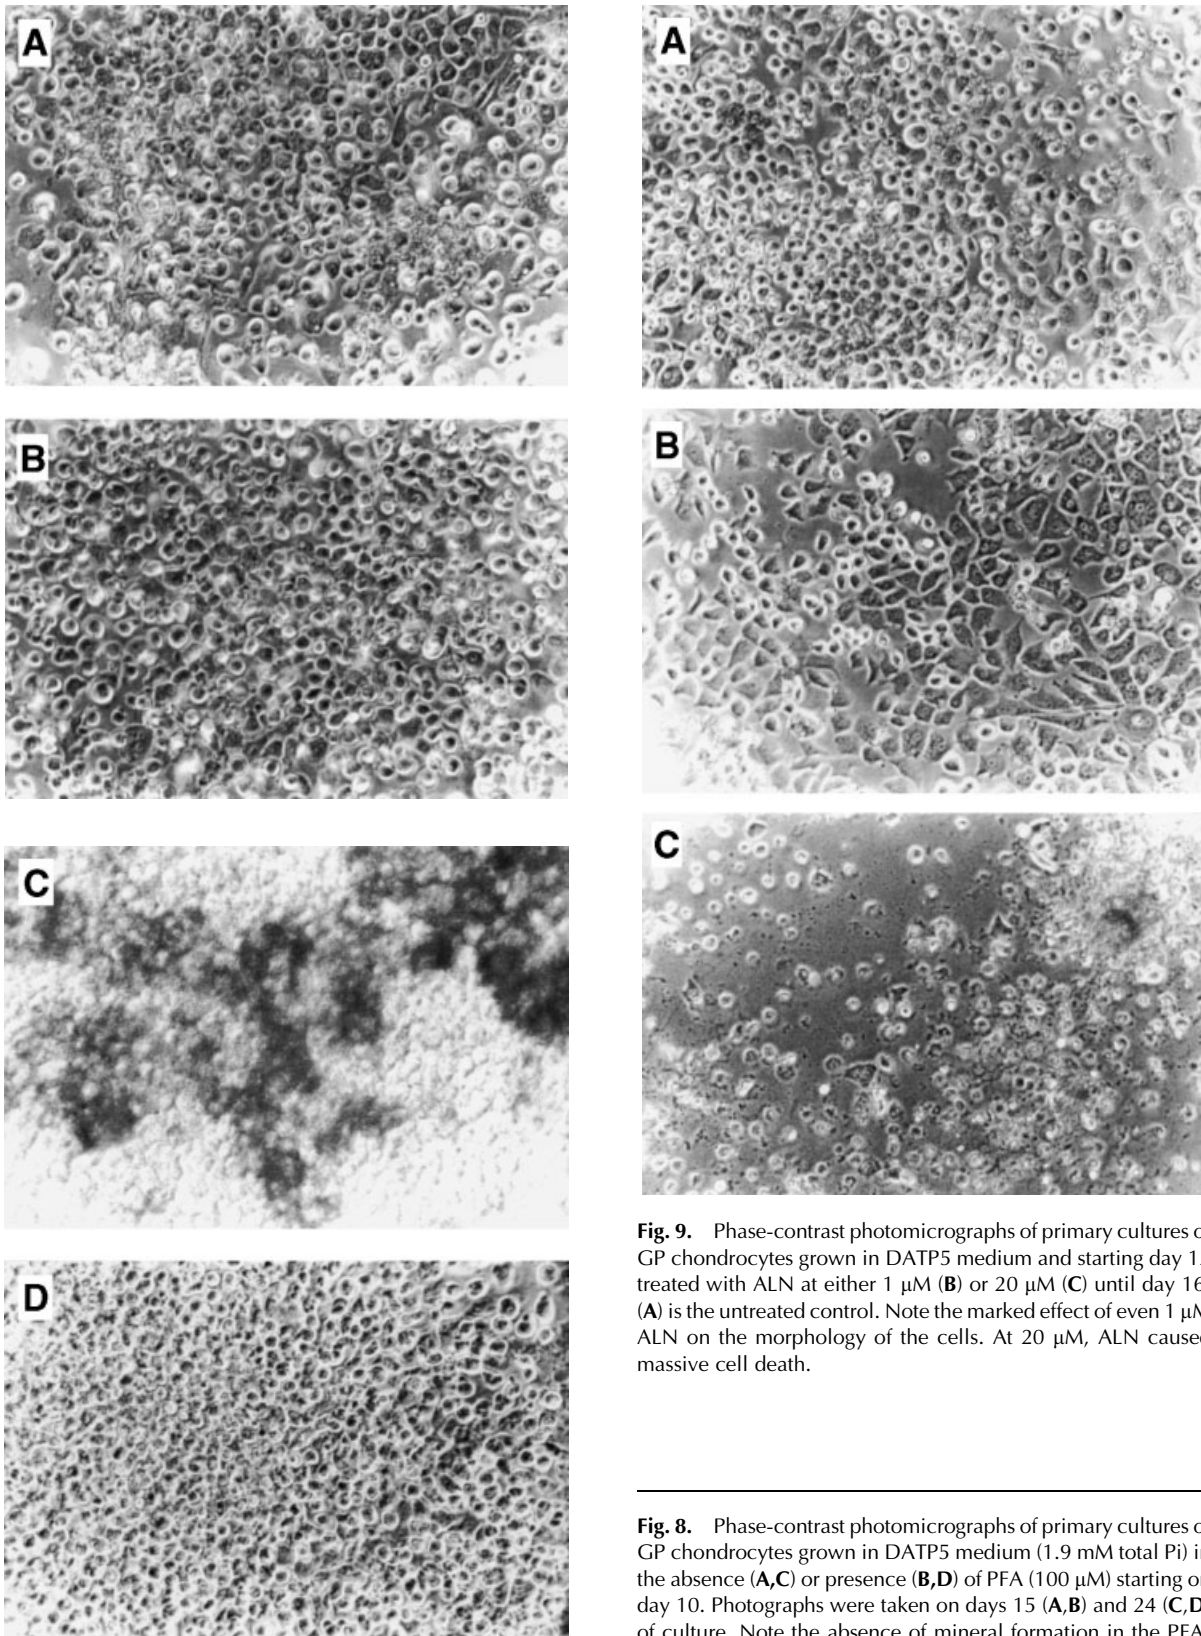 A
B
C
D
A
B
C
Fig. 9. Phase-contrast photomicrographs of primary cultures o
GP chondrocytes grown in DATP5 medium and starting day 1
treated with ALN at either 1 μM (B) or 20 μM (C) until day 16
(A) is the untreated control. Note the marked effect of even 1 μM
ALN on the morphology of the cells. At 20 μM, ALN caused
massive cell death.
Fig. 8. Phase-contrast photomicrographs of primary cultures o
GP chondrocytes grown in DATP5 medium (1.9 mM total Pi) i
the absence (A,C) or presence (B,D) of PFA (100 μM) starting o
day 10. Photographs were taken on days 15 (A,B) and 24 (C,D
of culture. Note the absence of mineral formation in the PFA